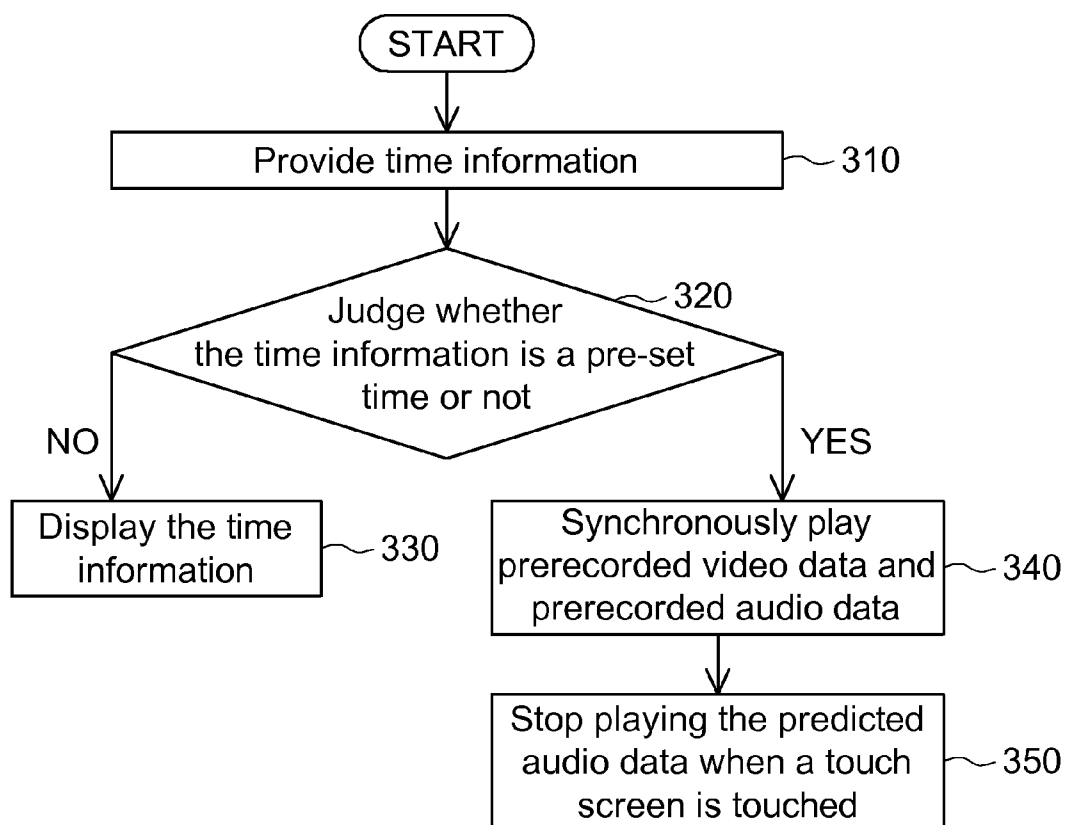 START
Provide time information
310
320
Judge whether
the time information is a pre-set
time or not
NO
YES
Display the time
information
330
Synchronously play
prerecorded video data and
prerecorded audio data
340
Stop playing the predicted
audio data when a touch
screen is touched
350